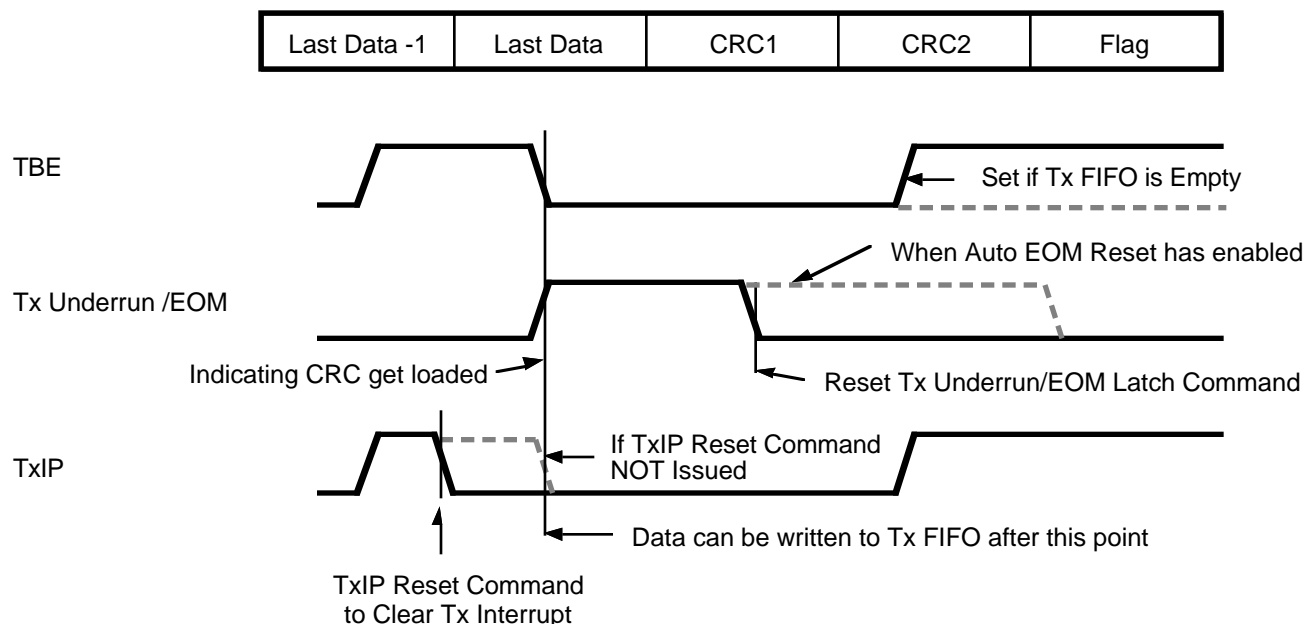 Last Data -1 Last Data CRC1 CRC2 Flag
TBE
Set if Tx FIFO is Empty
When Auto EOM Reset has enabled
Tx Underrun /EOM
Indicating CRC get loaded
Reset Tx Underrun/EOM Latch Command
If TxIP Reset Command
NOT Issued
TxIP
Data can be written to Tx FIFO after this point
TxIP Reset Command
to Clear Tx Interrupt